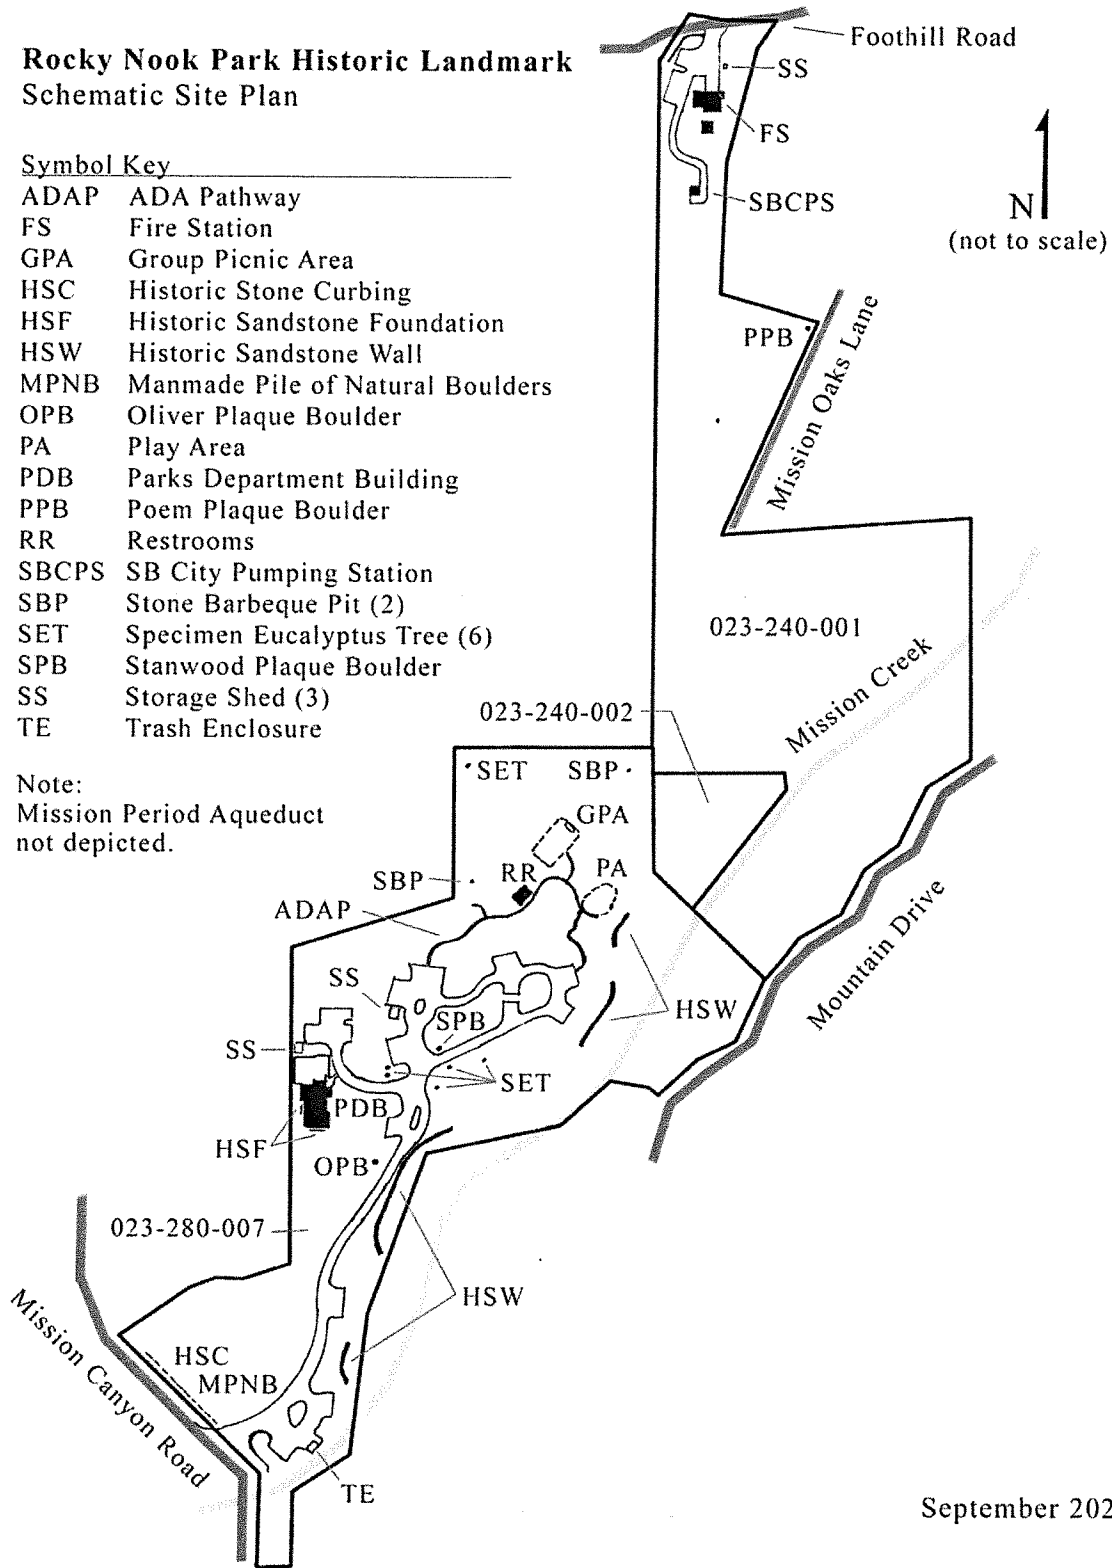 Rocky Nook Park Historic Landmark
Schematic Site Plan
Symbol Key
ADAP ADA Pathway
FS Fire Station
GPA Group Picnic Area
HSC Historic Stone Curbing
HSF Historic Sandstone Foundation
HSW Historic Sandstone Wall
MPNB Manmade Pile of Natural Boulders
OPB Oliver Plaque Boulder
PA Play Area
PDB Parks Department Building
PPB Poem Plaque Boulder
RR Restrooms
SBCPS SB City Pumping Station
SBP Stone Barbeque Pit (2)
SET Specimen Eucalyptus Tree (6)
SPB Stanwood Plaque Boulder
SS Storage Shed (3)
TE Trash Enclosure
Note:
Mission Period Aqueduct
not depicted.
Foothill Road
SS
FS
SBCPS
N
(not to scale)
PPB
Mission Oaks Lane
023-240-001
Mission Creek
023-240-002
SET
SBP
GPA
SBP
RR
PA
ADAP
Mountain Drive
SS
SPB
HSW
SS
SET
PDB
HSF
OPB
023-280-007
HSW
Mission Canyon Road
HSC
MPNB
TE
September 202